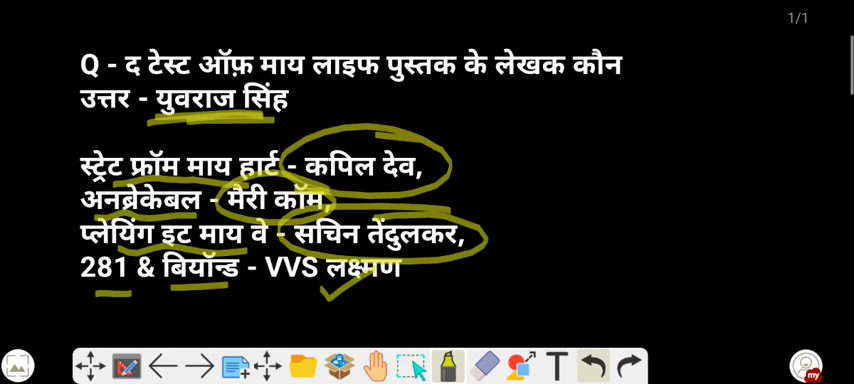 1/1
Q - द टेस्ट ऑफ़ माय लाइफ पुस्तक के लेखक कौन
उत्तर - युवराज सिंह
स्ट्रेट फ्रॉम माय हार्ट - कपिल देव,
अनब्रेकेबल - मैरी कॉम,
प्लेयिंग इट माय वे - सचिन तेंदुलकर,
281 & बियॉन्ड - VVS लक्ष्मण
T
my